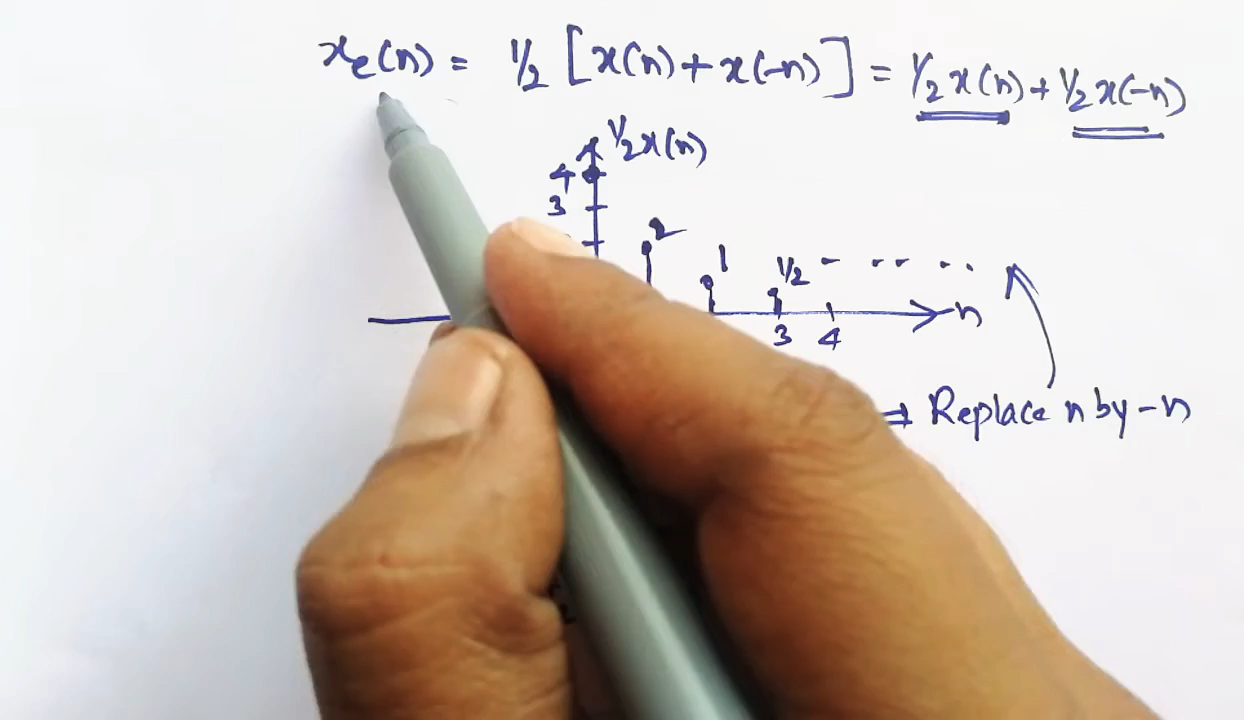 xe(n) = 1/2 [x(n) + x(-n)] = 1/2 x(n) + 1/2 x(-n)
1/2 x(n)
4
3
2
1
1/2 - - - - -
n
3 4
⇒ Replace n by -n